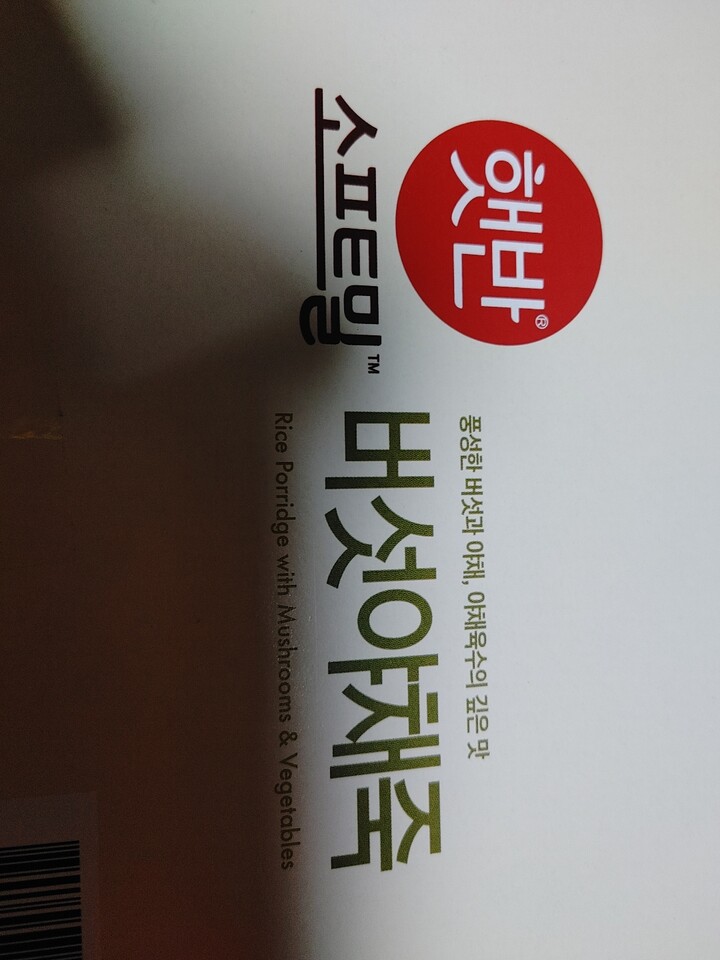 햇반®
소프트밀™
풍성한 버섯과 야채, 야채육수의 깊은 맛
버섯야채죽
Rice Porridge with Mushrooms & Vegetables